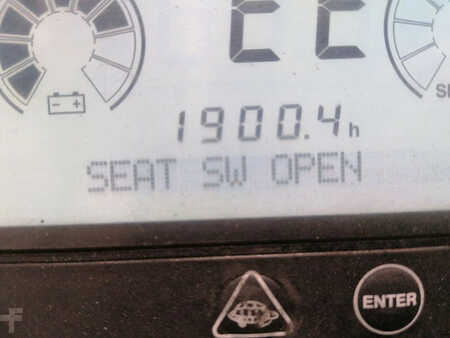 1900.4h
SEAT SW OPEN
ENTER